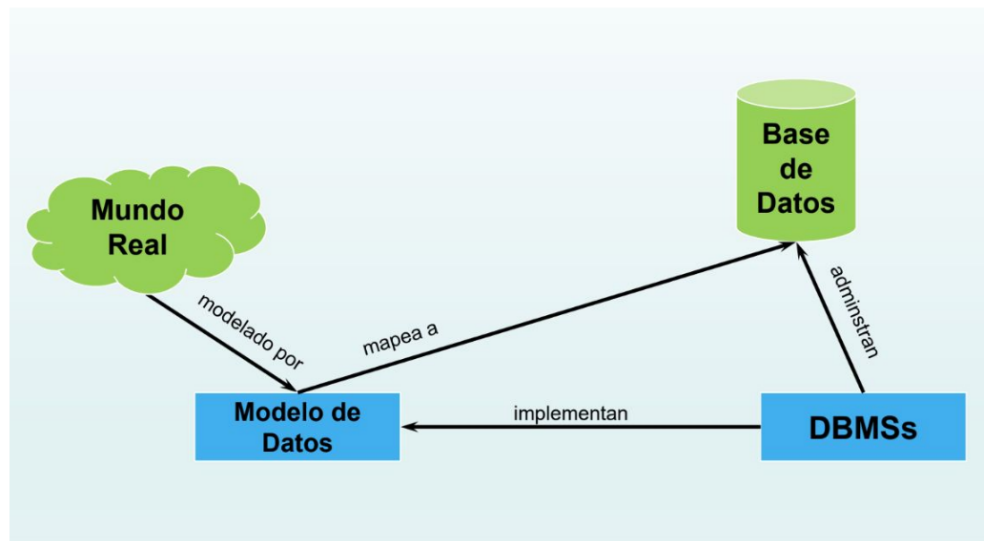 Base
de
Datos
Mundo
Real
modelado por
mapea a
adminstran
Modelo de
Datos
implementan
DBMSs